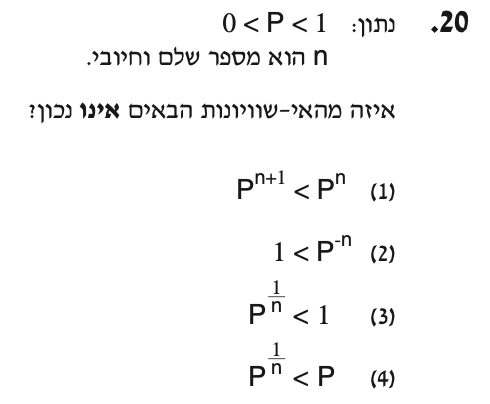 20. נתון: 0 < P < 1
n הוא מספר שלם וחיובי.
איזה מהאי-שוויונות הבאים אינו נכון?
(1) P^{n+1} < P^n
(2) 1 < P^{-n}
(3) P^{\frac{1}{n}} < 1
(4) P^{\frac{1}{n}} < P